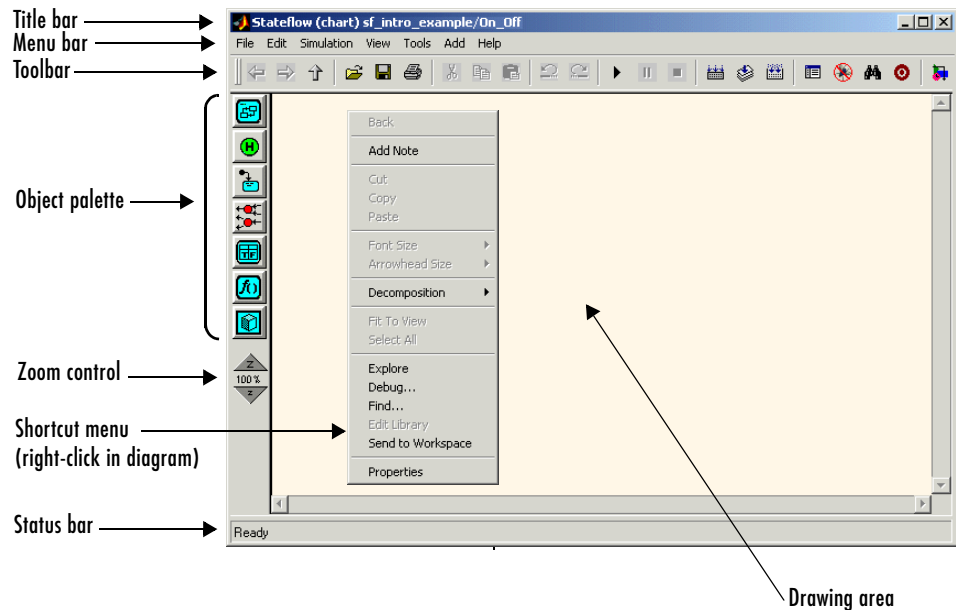 Title bar
Stateflow (chart) sf_intro_example/On_Off
Menu bar
File Edit Simulation View Tools Add Help
Toolbar
Object palette
H
TF
f()
Back
Add Note
Cut
Copy
Paste
Font Size
Arrowhead Size
Decomposition
Fit To View
Select All
Explore
Debug...
Find...
Edit Library
Send to Workspace
Properties
Zoom control
Z
100 %
z
Shortcut menu
(right-click in diagram)
Status bar
Ready
Drawing area